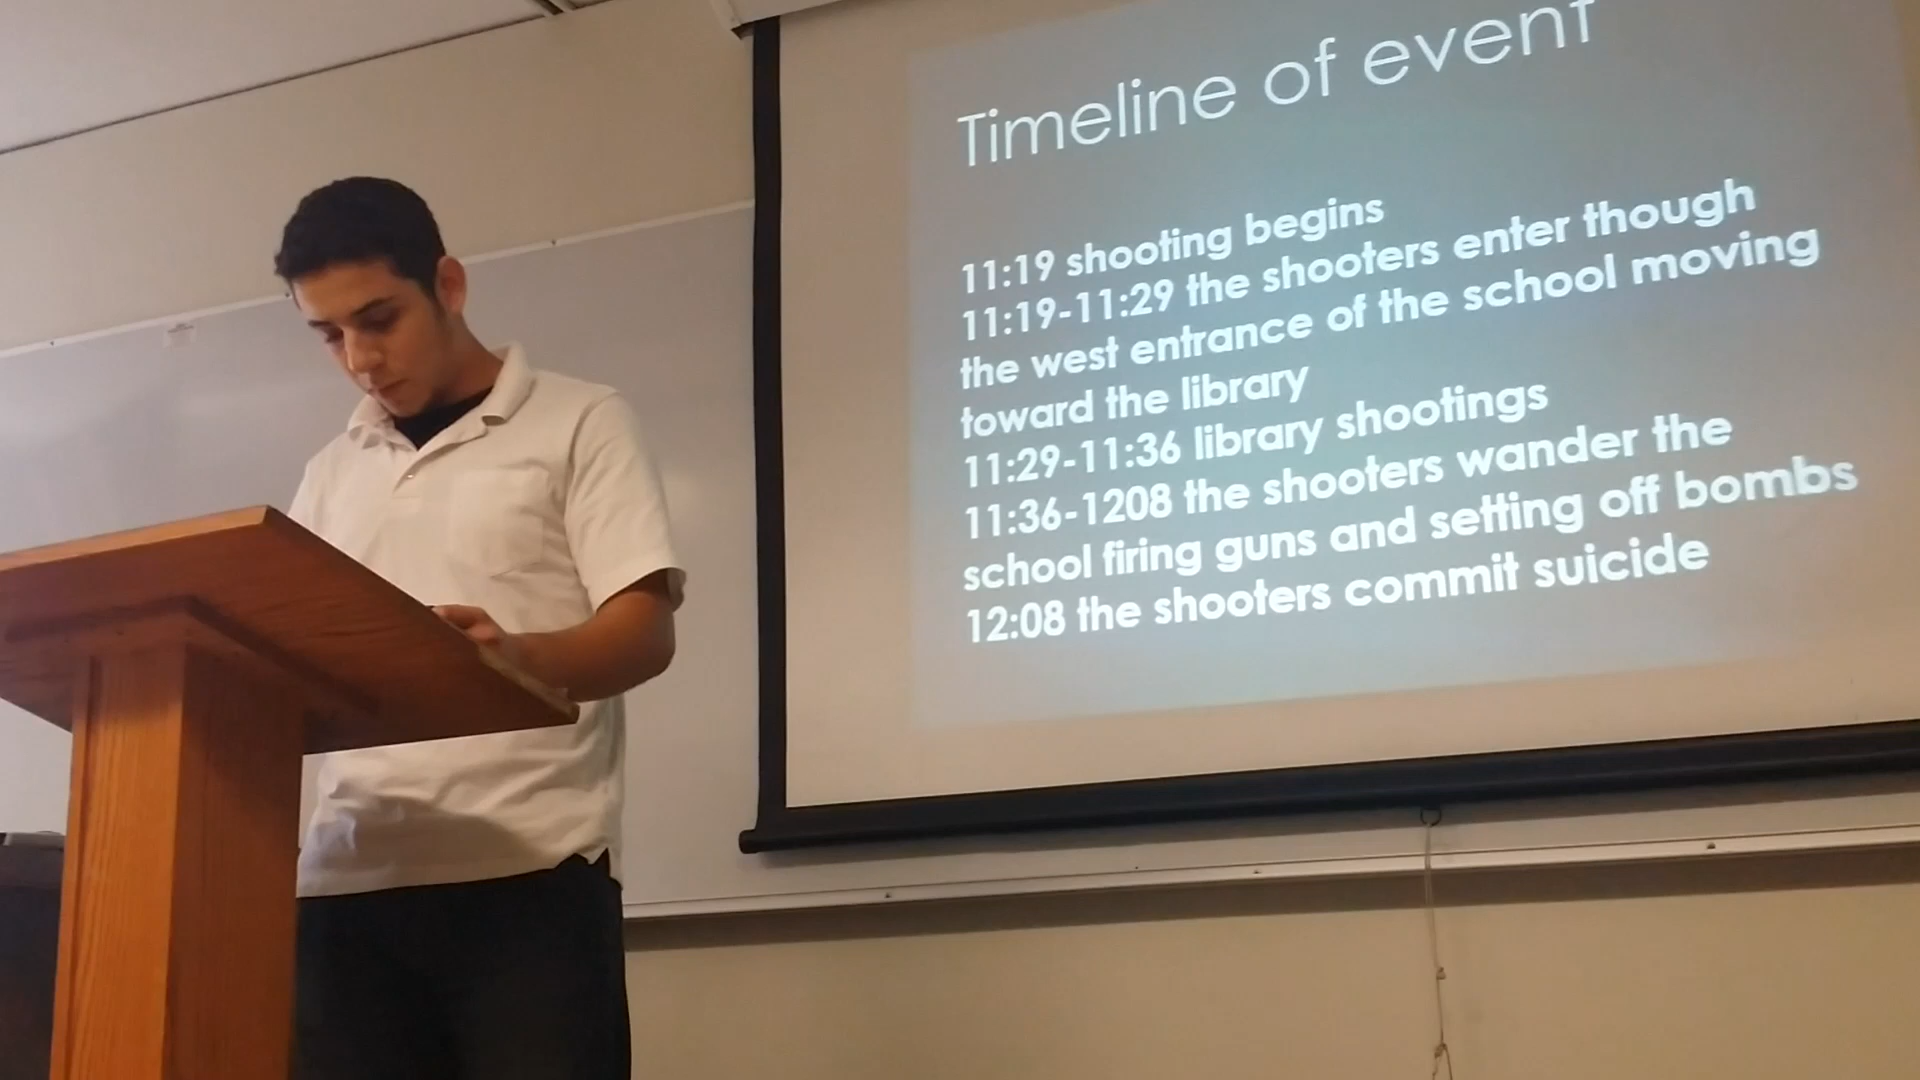 Timeline of event
11:19 shooting begins
11:19-11:29 the shooters enter though
the west entrance of the school moving
toward the library
11:29-11:36 library shootings
11:36-1208 the shooters wander the
school firing guns and setting off bombs
12:08 the shooters commit suicide